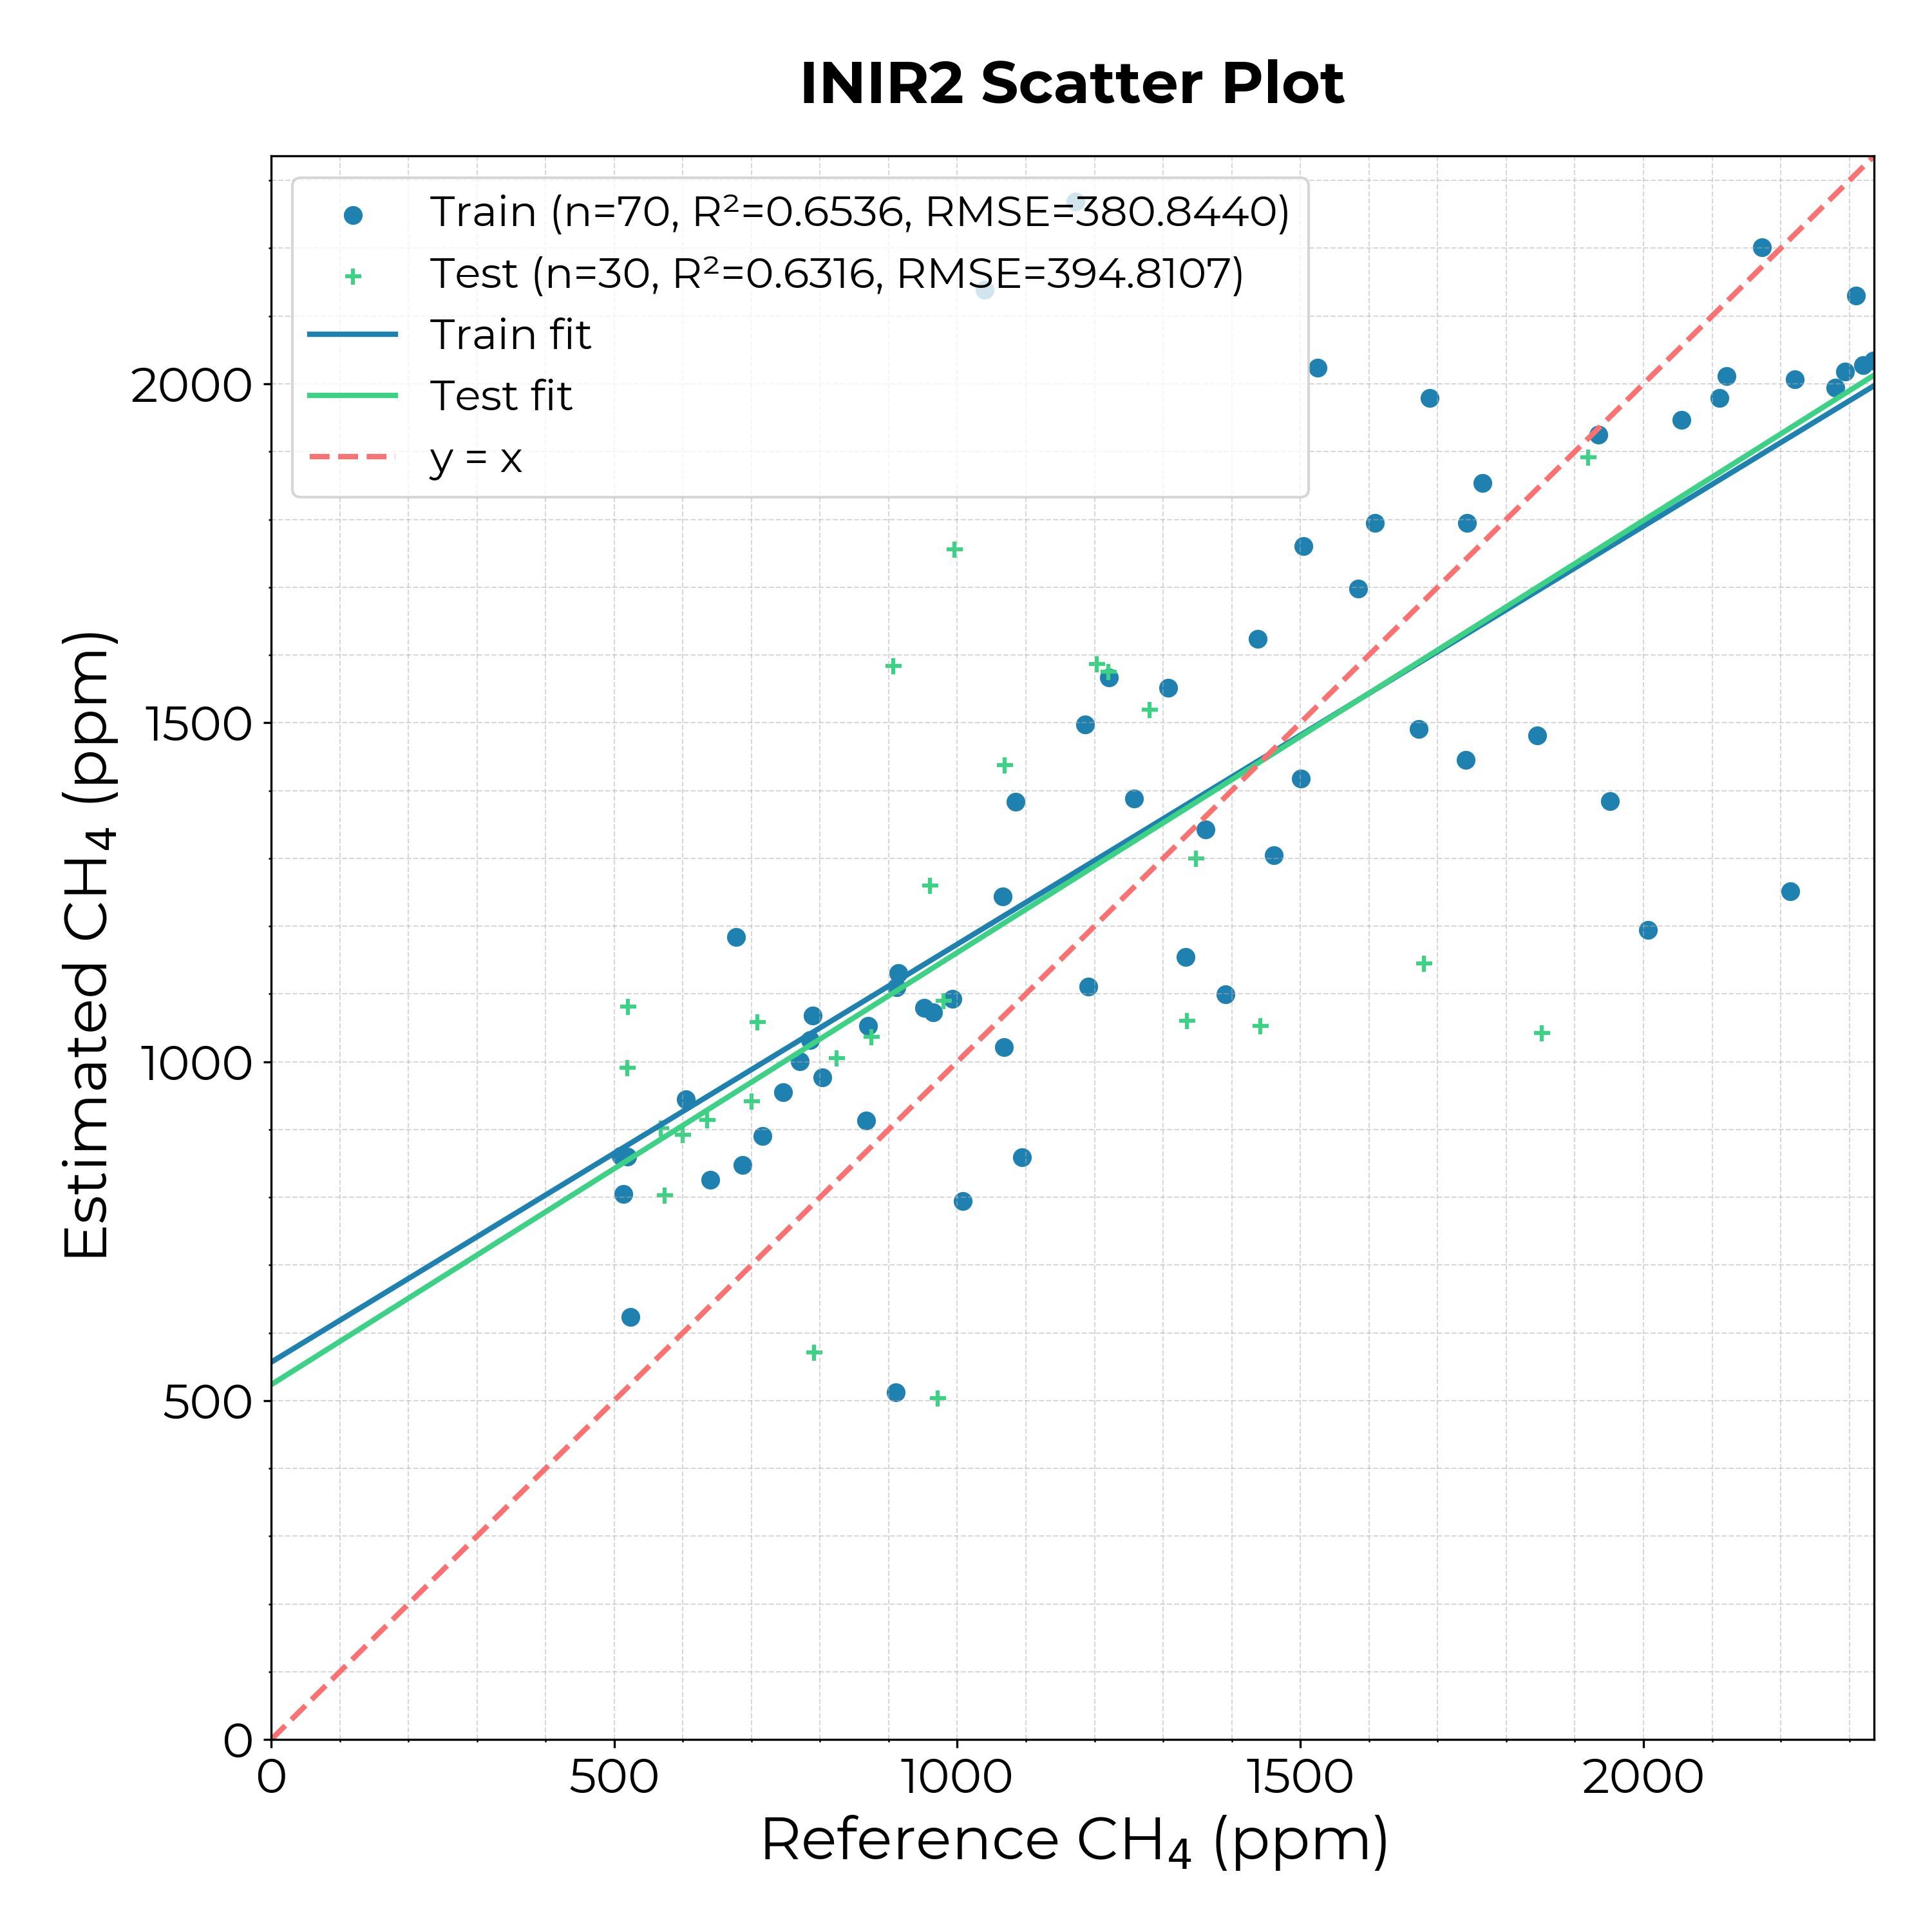 INIR2 Scatter Plot
Train (n=70, R²=0.6536, RMSE=380.8440)
Test (n=30, R²=0.6316, RMSE=394.8107)
Train fit
Test fit
y = x
Estimated CH₄ (ppm)
2000
1500
1000
500
0
0 500 1000 1500 2000
Reference CH₄ (ppm)